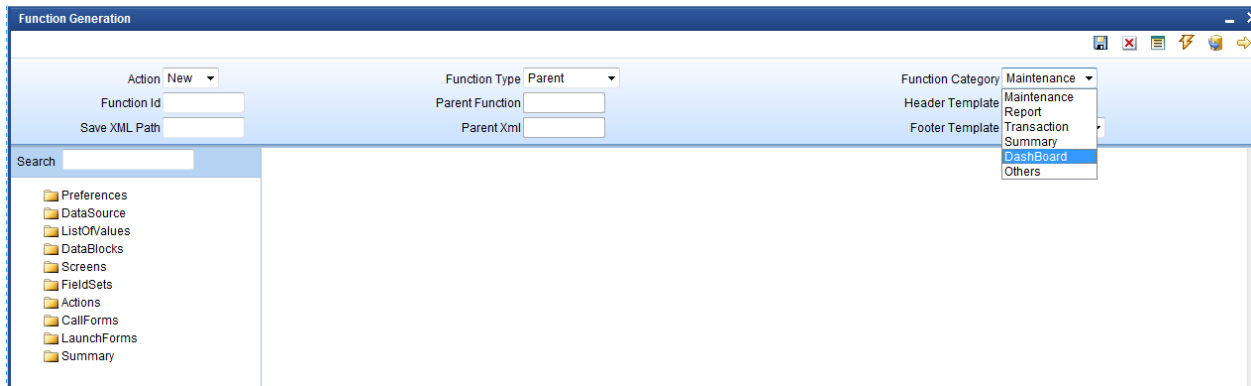 Function Generation
Action New Function Type Parent Function Category Maintenance
Function Id Parent Function Header Template Maintenance
Report
Save XML Path Parent Xml Footer Template Transaction
Summary
DashBoard
Others
Search
Preferences
DataSource
ListOfValues
DataBlocks
Screens
FieldSets
Actions
CallForms
LaunchForms
Summary